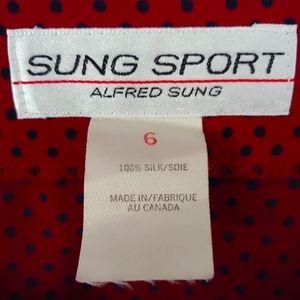 SUNG SPORT
ALFRED SUNG
6
100% SILK/SOIE
MADE IN/FABRIQUE
AU CANADA